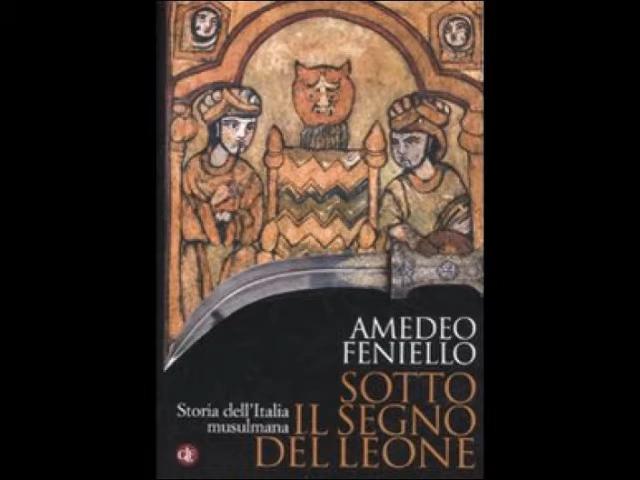 AMEDEO
FENIELLO
SOTTO
Storia dell'Italia
musulmana
IL SEGNO
DEL LEONE